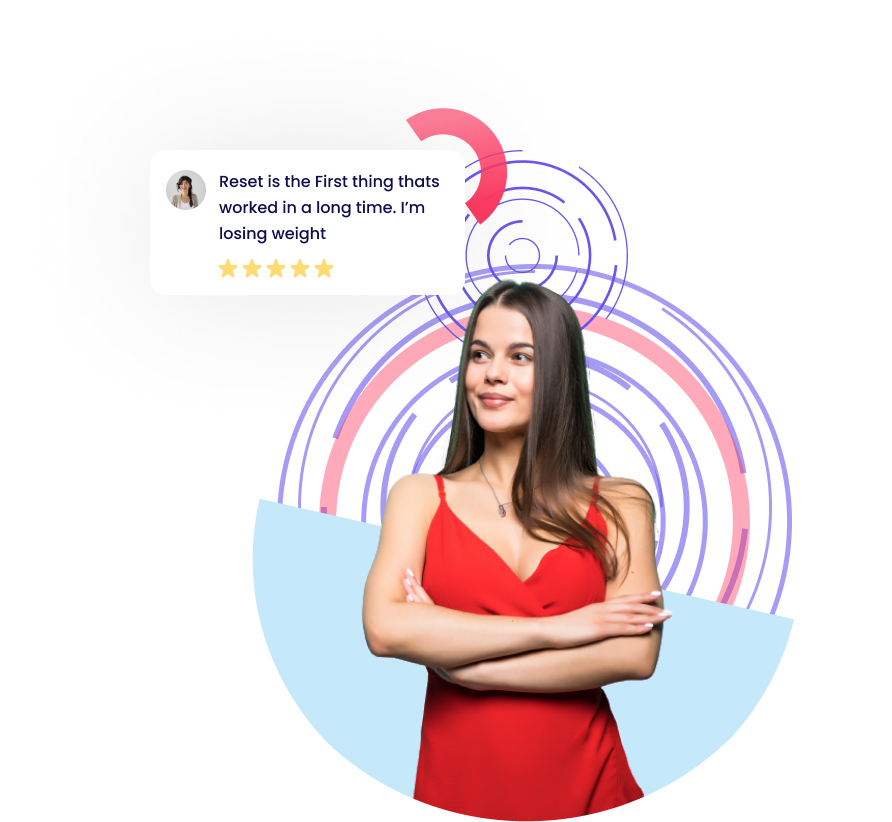 Reset is the First thing thats
worked in a long time. I’m
losing weight